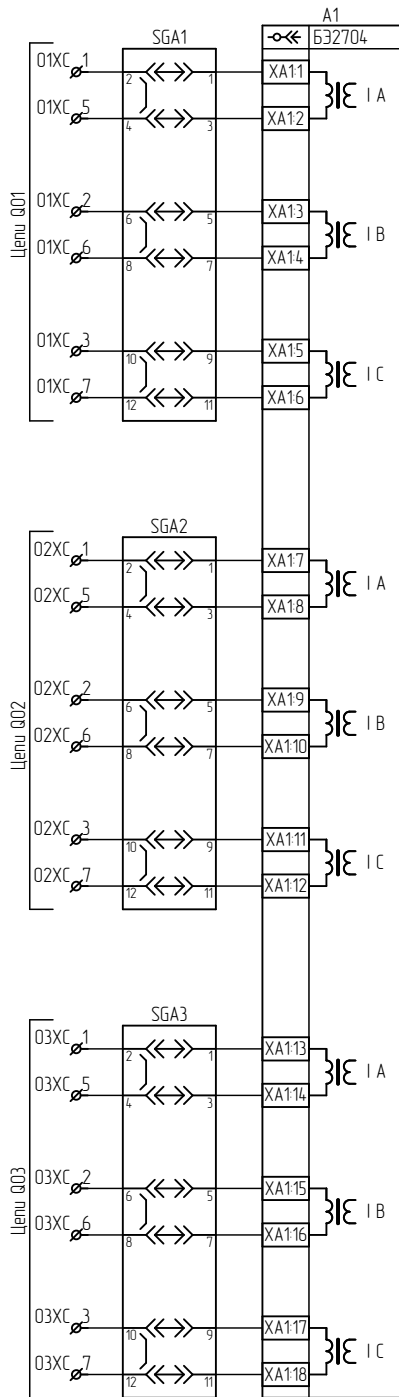 A1
SGA1
Б32704
Цепи Q01
01XC 1
2
1
XA1:1
I A
01XC 5
4
3
XA1:2
01XC 2
6
5
XA1:3
I B
01XC 6
8
7
XA1:4
01XC 3
10
9
XA1:5
I C
01XC 7
12
11
XA1:6
SGA2
Цепи Q02
02XC 1
2
1
XA1:7
I A
02XC 5
4
3
XA1:8
02XC 2
6
5
XA1:9
I B
02XC 6
8
7
XA1:10
02XC 3
10
9
XA1:11
I C
02XC 7
12
11
XA1:12
SGA3
Цепи Q03
03XC 1
2
1
XA1:13
I A
03XC 5
4
3
XA1:14
03XC 2
6
5
XA1:15
I B
03XC 6
8
7
XA1:16
03XC 3
10
9
XA1:17
I C
03XC 7
12
11
XA1:18